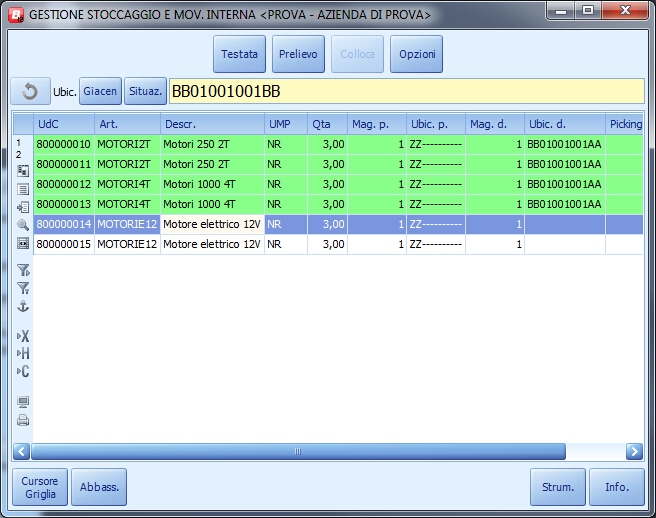 GESTIONE STOCCAGGIO E MOV. INTERNA <PROVA - AZIENDA DI PROVA>
Testata Prelievo Colloca Opzioni
Ubic. Giacen Situaz. BB01001001BB
UdC Art. Descr. UMP Qta Mag. p. Ubic. p. Mag. d. Ubic. d. Picking
1
2
800000010 MOTORI2T Motori 250 2T NR 3,00 1 ZZ---------- 1 BB01001001AA
800000011 MOTORI2T Motori 250 2T NR 3,00 1 ZZ---------- 1 BB01001001AA
800000012 MOTORI4T Motori 1000 4T NR 3,00 1 ZZ---------- 1 BB01001001AA
800000013 MOTORI4T Motori 1000 4T NR 3,00 1 ZZ---------- 1 BB01001001AA
800000014 MOTORIE12 Motore elettrico 12V NR 3,00 1 ZZ---------- 1
800000015 MOTORIE12 Motore elettrico 12V NR 3,00 1 ZZ---------- 1
X
H
C
Cursore Griglia Abbass. Strum. Info.